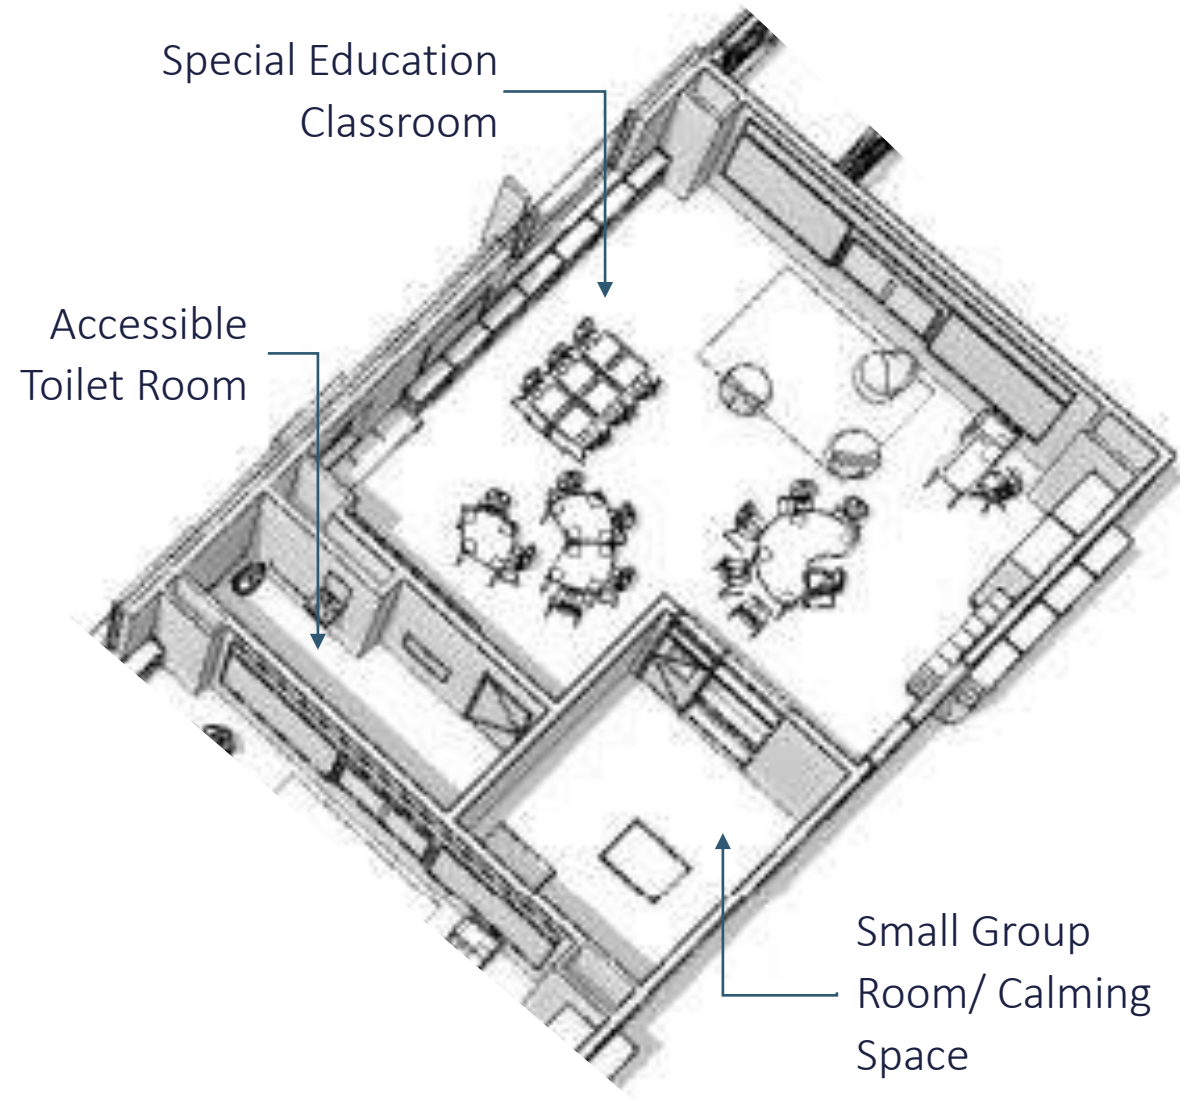 Special Education
Classroom
Accessible
Toilet Room
Small Group
Room/ Calming
Space